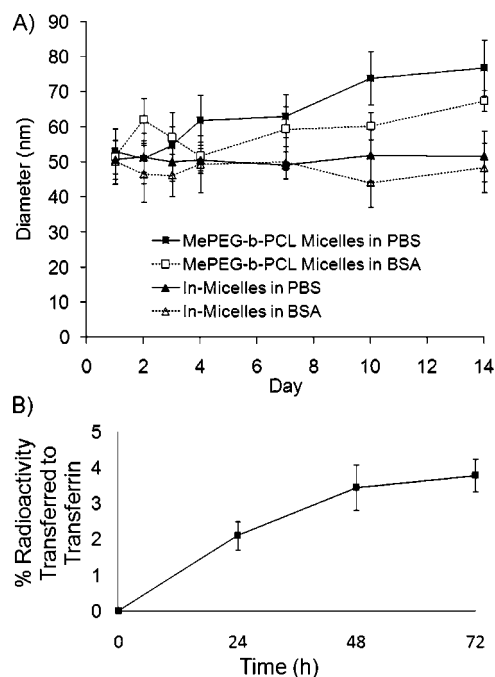 A)
90
80
70
60
50
40
30
20
10
0
Diameter (nm)
MePEG-b-PCL Micelles in PBS
MePEG-b-PCL Micelles in BSA
In-Micelles in PBS
In-Micelles in BSA
0 2 4 6 8 10 12 14
Day
B)
5
4
3
2
1
0
% Radioactivity
Transferred to
Transferrin
0 24 48 72
Time (h)